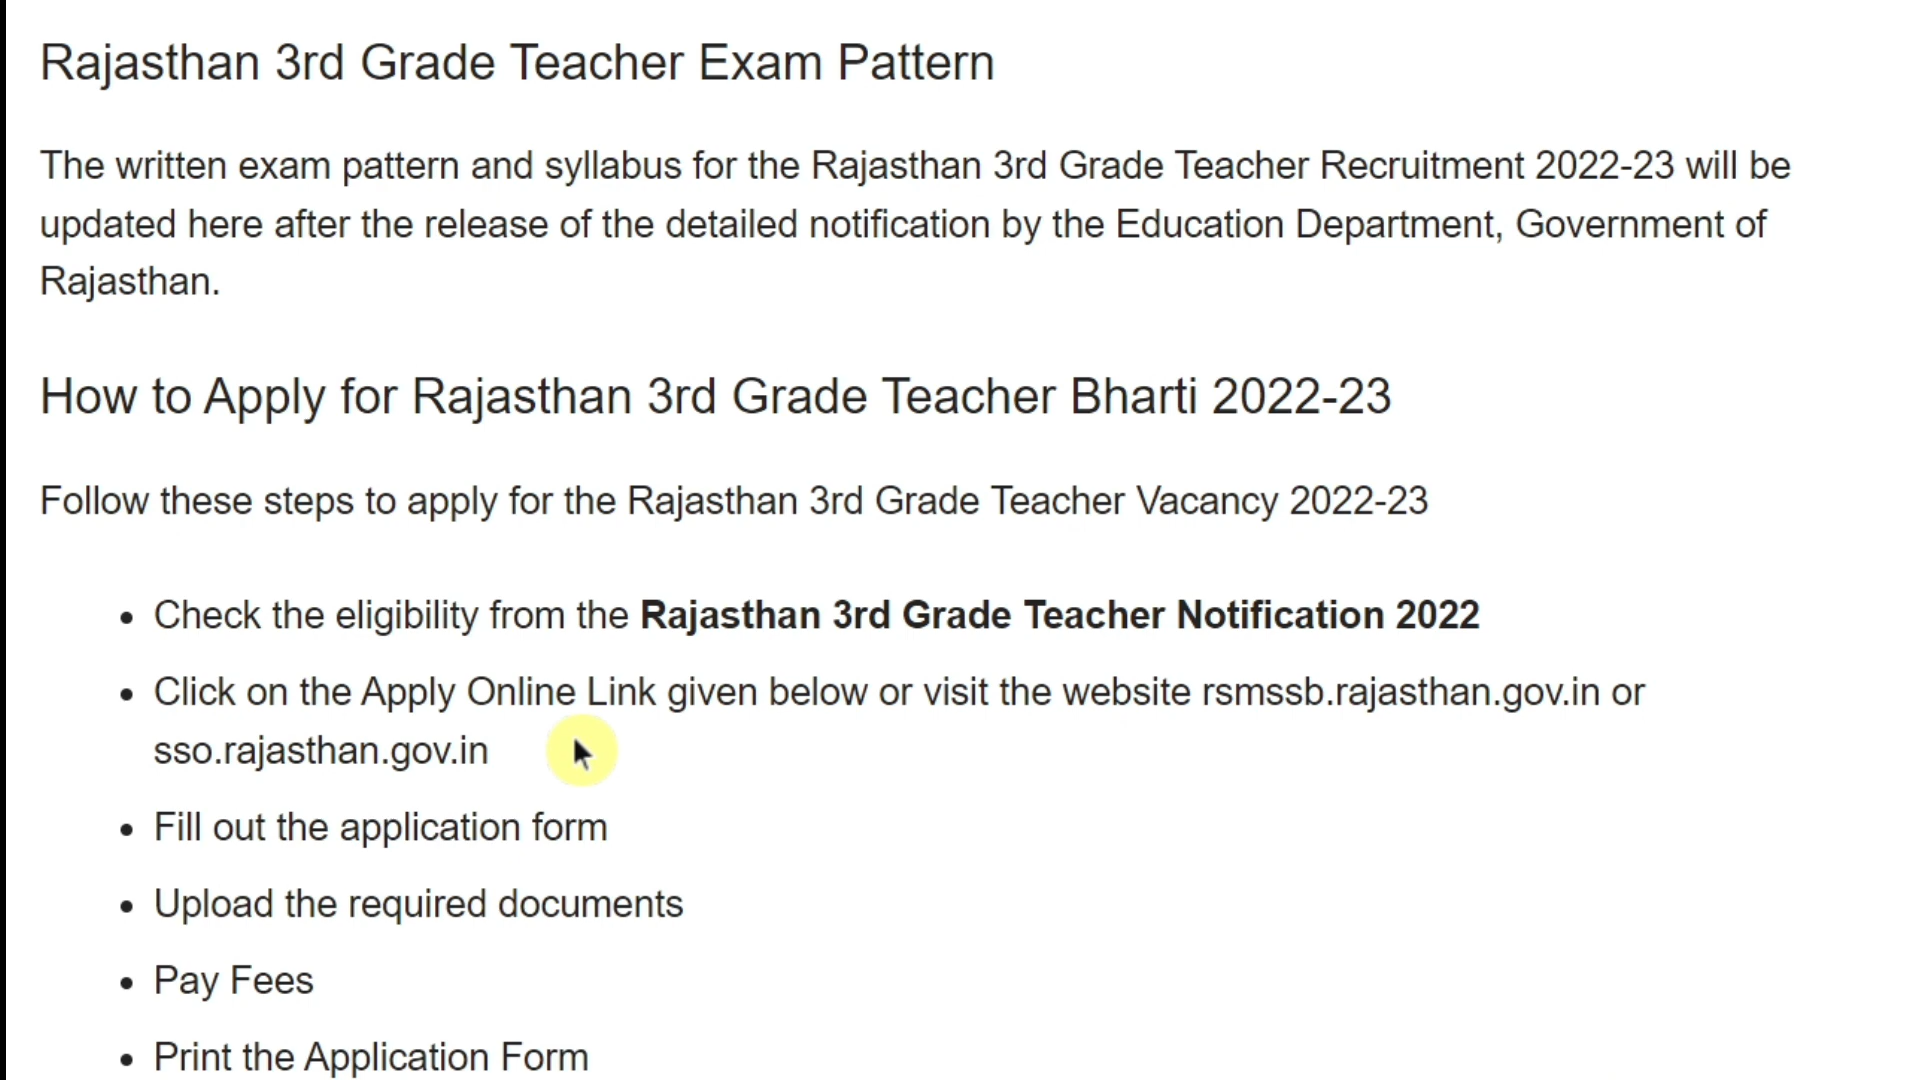 Rajasthan 3rd Grade Teacher Exam Pattern
The written exam pattern and syllabus for the Rajasthan 3rd Grade Teacher Recruitment 2022-23 will be
updated here after the release of the detailed notification by the Education Department, Government of
Rajasthan.
How to Apply for Rajasthan 3rd Grade Teacher Bharti 2022-23
Follow these steps to apply for the Rajasthan 3rd Grade Teacher Vacancy 2022-23
• Check the eligibility from the Rajasthan 3rd Grade Teacher Notification 2022
• Click on the Apply Online Link given below or visit the website rsmssb.rajasthan.gov.in or
sso.rajasthan.gov.in
• Fill out the application form
• Upload the required documents
• Pay Fees
• Print the Application Form